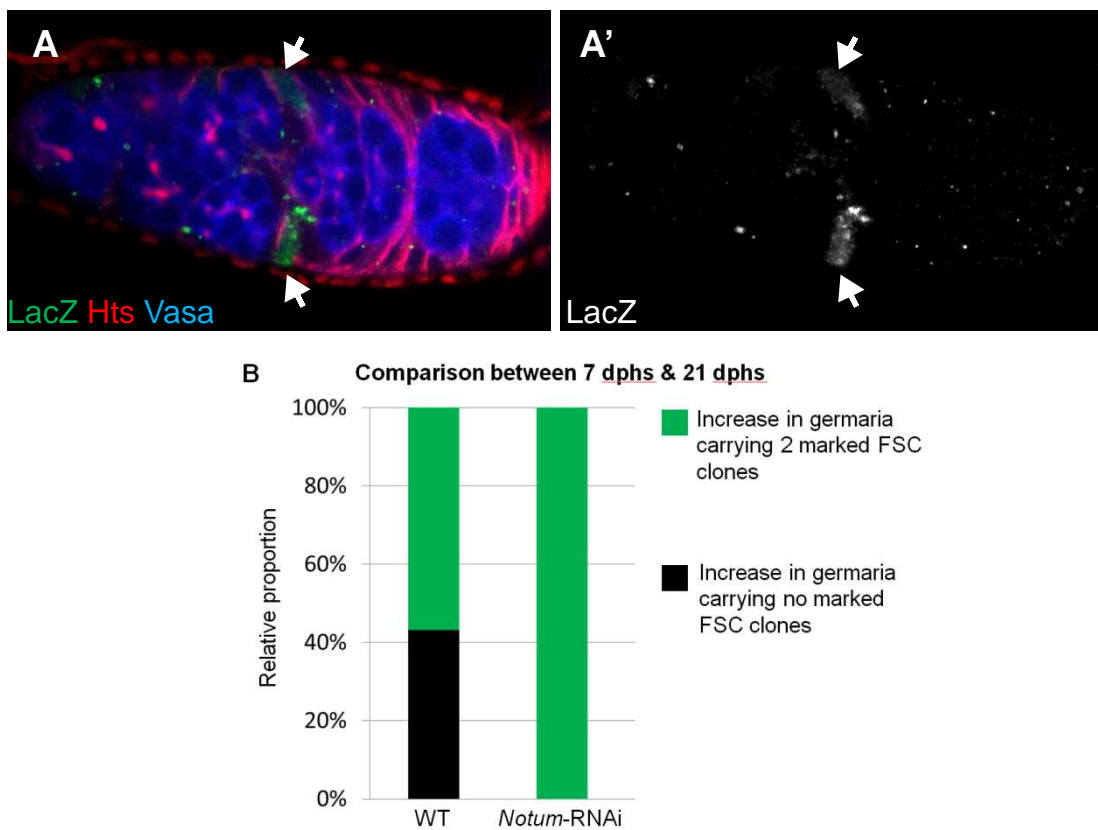 A
A’
LacZ Hts Vasa
LacZ
B
Comparison between 7 dphs & 21 dphs
100%
80%
60%
40%
20%
0%
Relative proportion
WT
Notum-RNAi
Increase in germaria
carrying 2 marked FSC
clones
Increase in germaria
carrying no marked
FSC clones